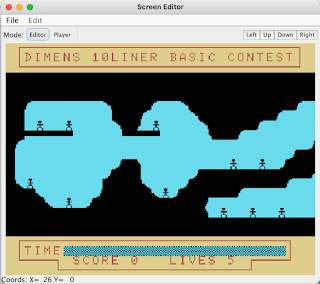 Screen Editor
File Edit
Mode: Editor Player Left Up Down Right
DIMENS 10LINER BASIC CONTEST
TIME
SCORE 0 LIVES 5
Coords: X= 26 Y= 0